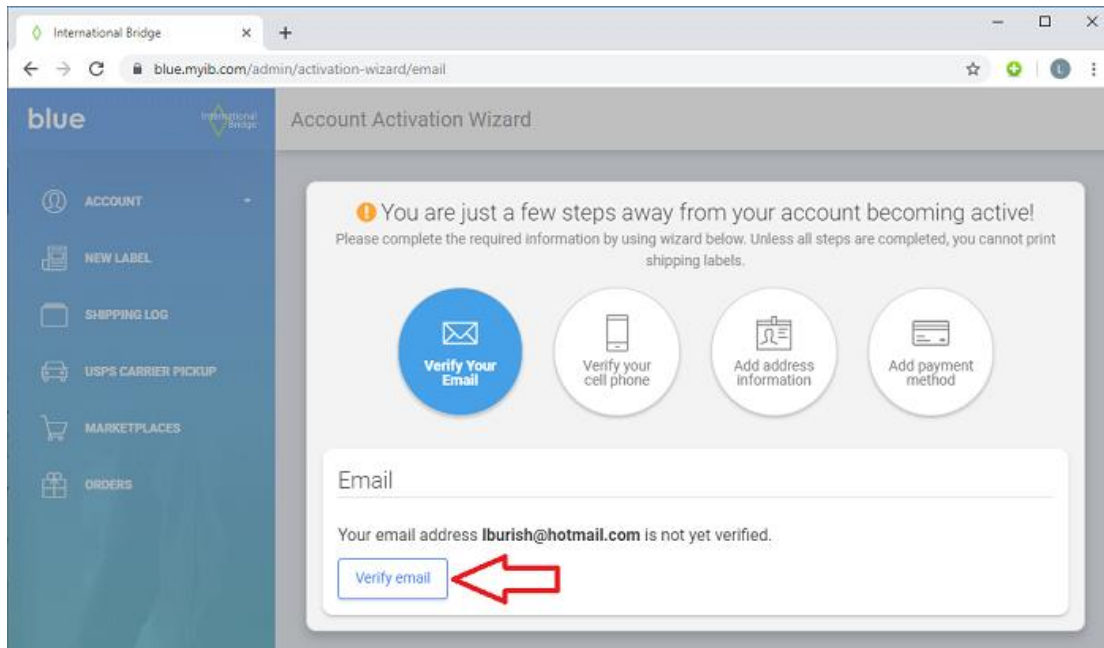 International Bridge
blue.myib.com/admin/activation-wizard/email
L
blue
International
Bridge
Account Activation Wizard
ACCOUNT
NEW LABEL
SHIPPING LOG
USPS CARRIER PICKUP
MARKETPLACES
ORDERS
You are just a few steps away from your account becoming active!
Please complete the required information by using wizard below. Unless all steps are completed, you cannot print
shipping labels.
Verify Your
Email
Verify your
cell phone
Add address
information
Add payment
method
Email
Your email address lburish@hotmail.com is not yet verified.
Verify email